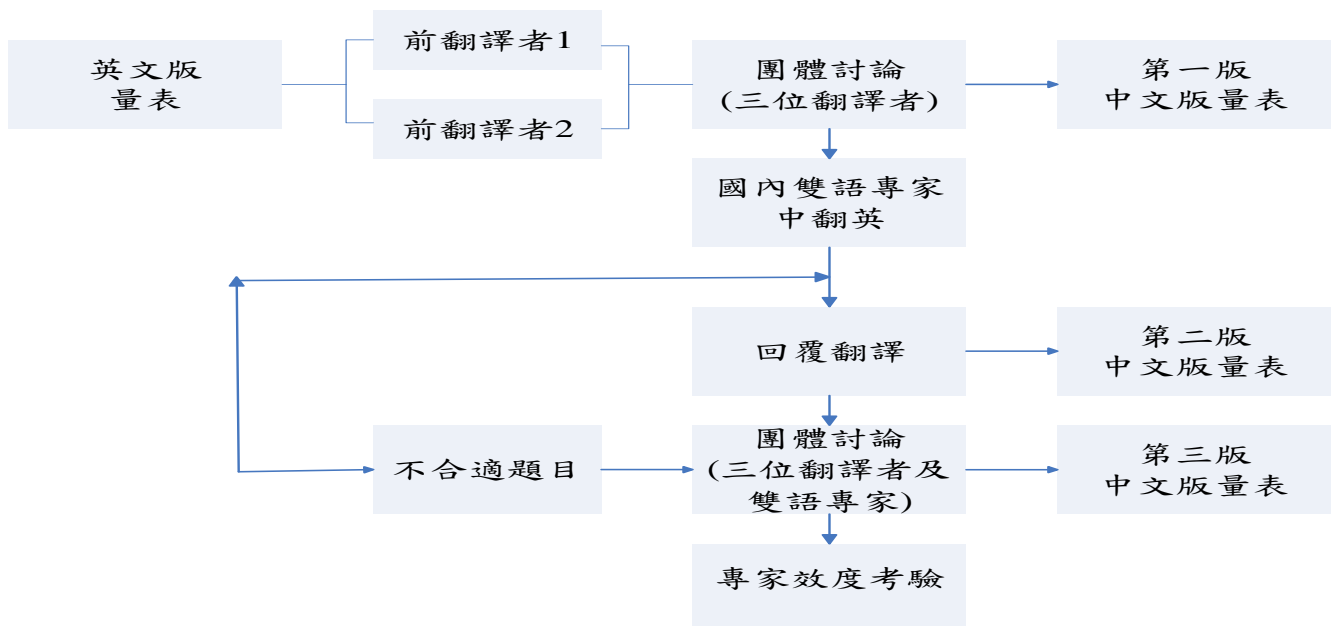 英文版
量表
前翻譯者1
前翻譯者2
團體討論
(三位翻譯者)
第一版
中文版量表
國內雙語專家
中翻英
回覆翻譯
第二版
中文版量表
不合適題目
團體討論
(三位翻譯者及
雙語專家)
第三版
中文版量表
專家效度考驗